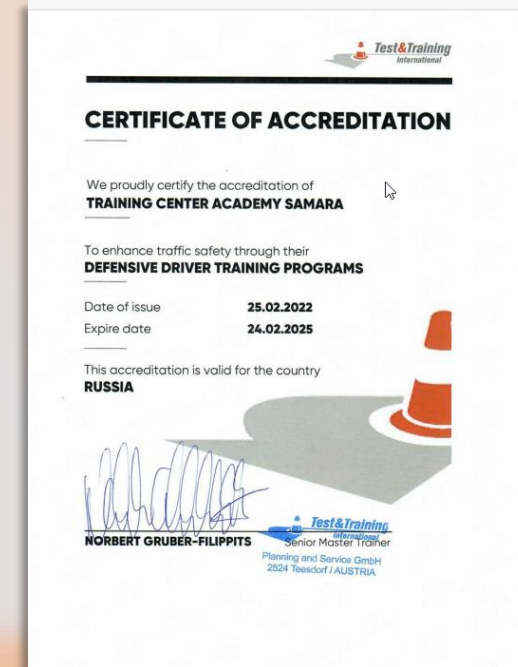 Test&Training
International
CERTIFICATE OF ACCREDITATION
We proudly certify the accreditation of
TRAINING CENTER ACADEMY SAMARA
To enhance traffic safety through their
DEFENSIVE DRIVER TRAINING PROGRAMS
Date of issue 25.02.2022
Expire date 24.02.2025
This accreditation is valid for the country
RUSSIA
Test&Training
International
NORBERT GRUBER-FILIPPITS Senior Master Trainer
Planning and Service GmbH
2524 Teesdorf / AUSTRIA